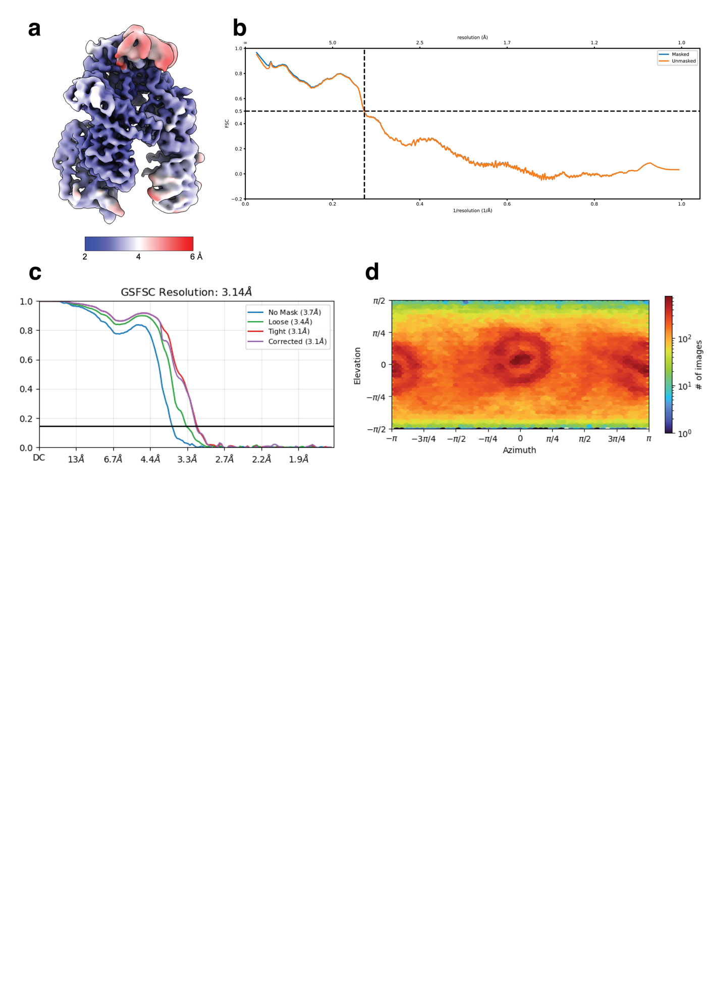 a
2
4
6 Å
b
resolution (Å)
∞
5.0
2.5
1.7
1.2
1.0
1.0
0.8
0.6
0.5
0.4
0.2
0.0
−0.2
FSC
Masked
Unmasked
0.0
0.2
0.4
0.6
0.8
1.0
1/resolution (1/Å)
c
GSFSC Resolution: 3.14Å
1.0
0.8
0.6
0.4
0.2
0.0
No Mask (3.7Å)
Loose (3.4Å)
Tight (3.1Å)
Corrected (3.1Å)
DC
13Å
6.7Å
4.4Å
3.3Å
2.7Å
2.2Å
1.9Å
d
π/2
π/4
0
−π/4
−π/2
Elevation
−π
−3π/4
−π/2
−π/4
0
π/4
π/2
3π/4
π
Azimuth
10²
10¹
10⁰
# of images